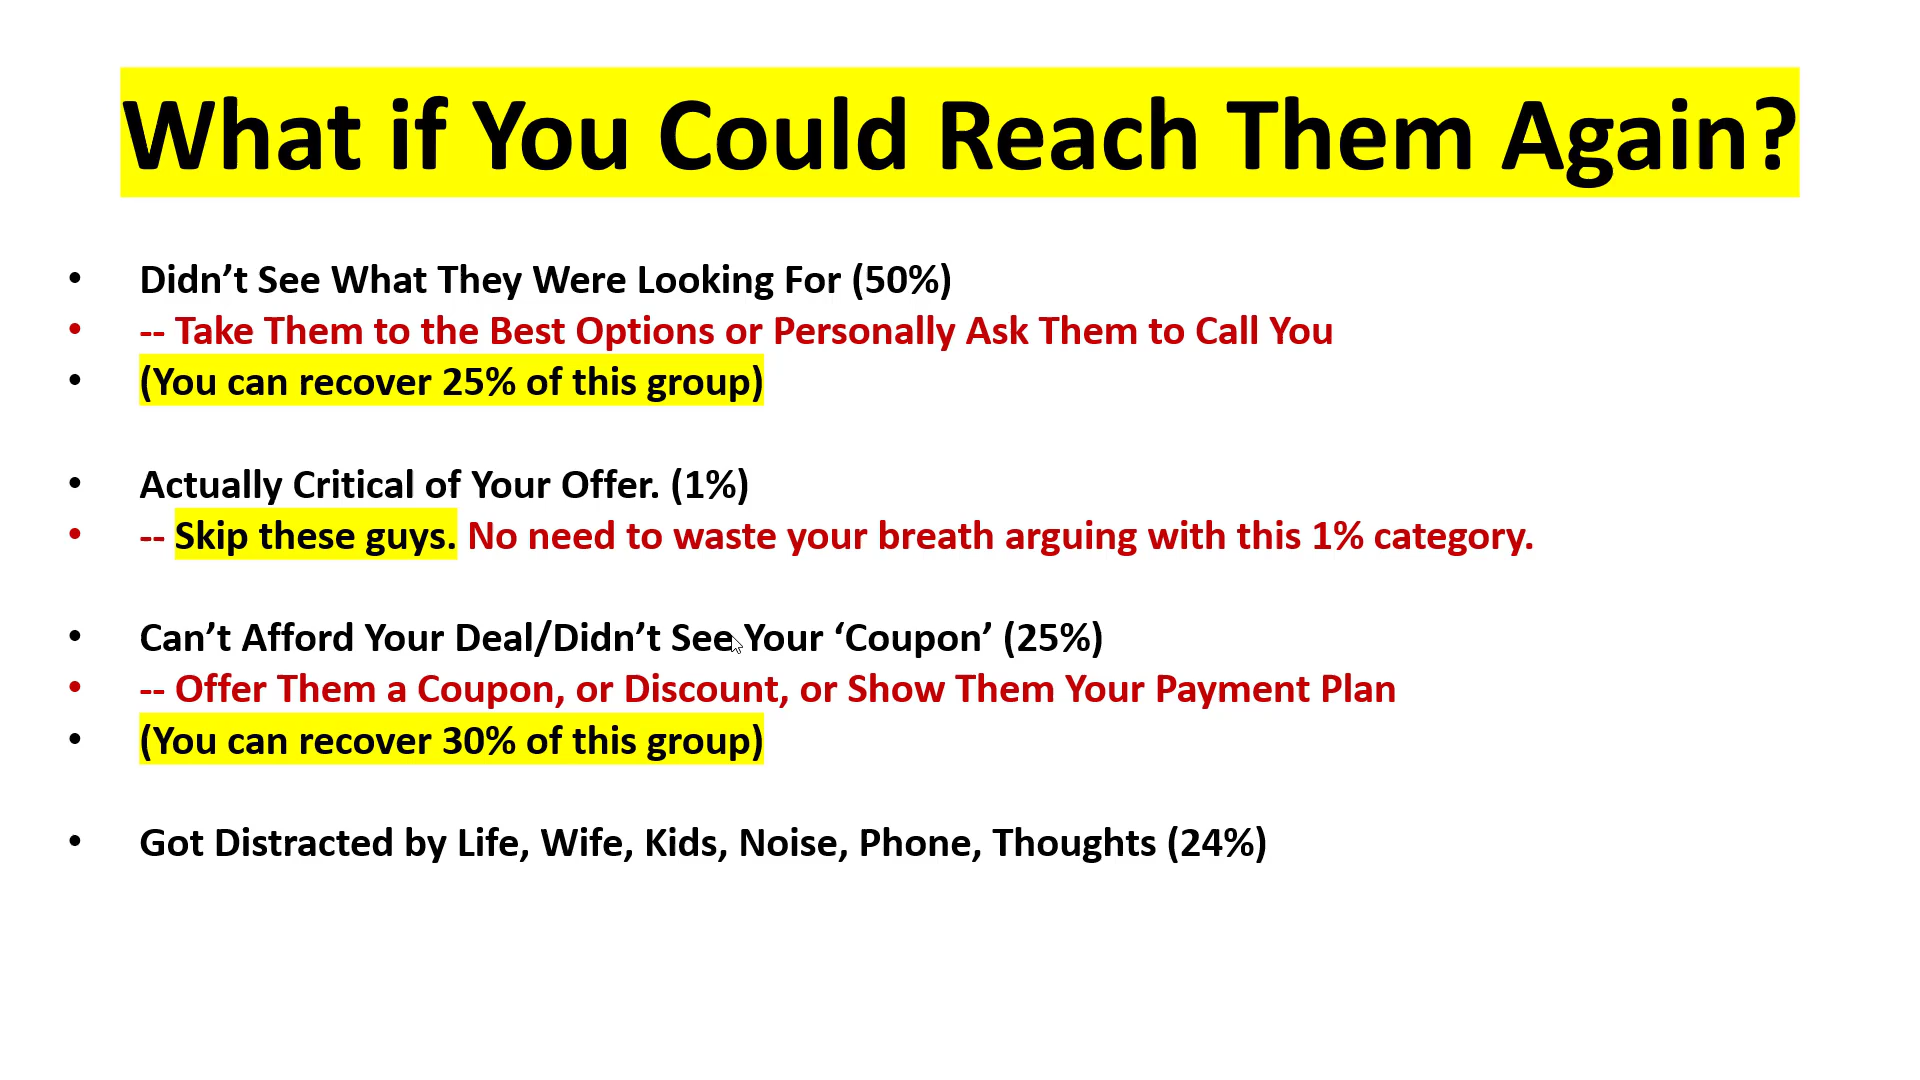 What if You Could Reach Them Again?
• Didn’t See What They Were Looking For (50%)
• -- Take Them to the Best Options or Personally Ask Them to Call You
• (You can recover 25% of this group)
• Actually Critical of Your Offer. (1%)
• -- Skip these guys. No need to waste your breath arguing with this 1% category.
• Can’t Afford Your Deal/Didn’t See Your ‘Coupon’ (25%)
• -- Offer Them a Coupon, or Discount, or Show Them Your Payment Plan
• (You can recover 30% of this group)
• Got Distracted by Life, Wife, Kids, Noise, Phone, Thoughts (24%)